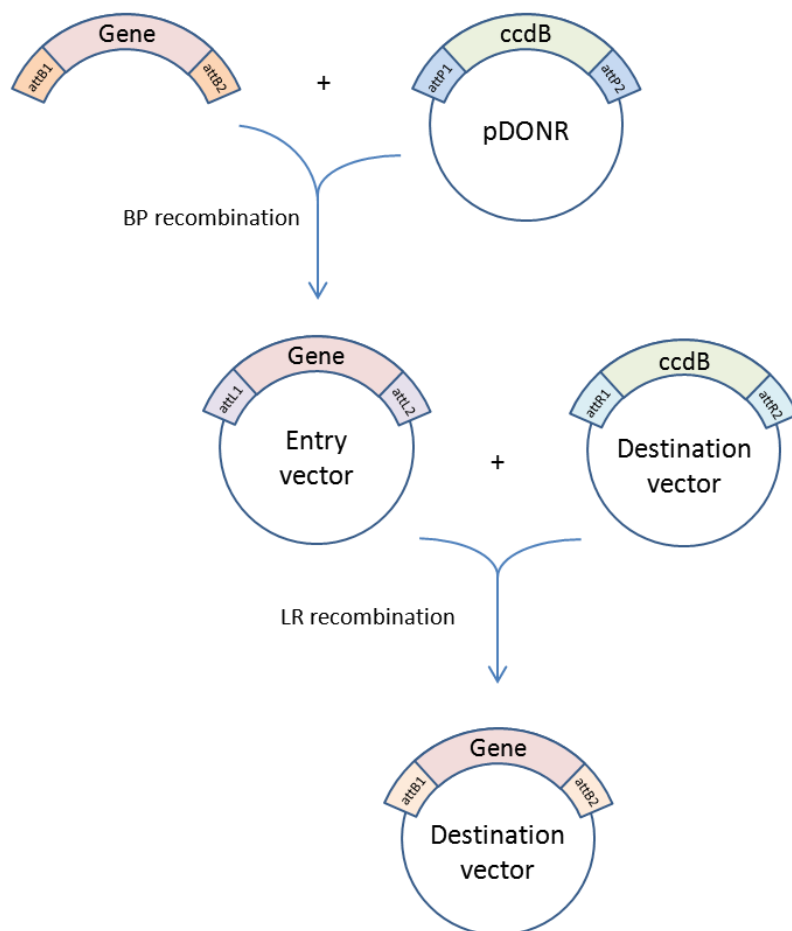 Gene
attB1
attB2
+
ccdB
attP1
attP2
pDONR
BP recombination
Gene
attL1
attL2
Entry
vector
+
ccdB
attR1
attR2
Destination
vector
LR recombination
Gene
attB1
attB2
Destination
vector